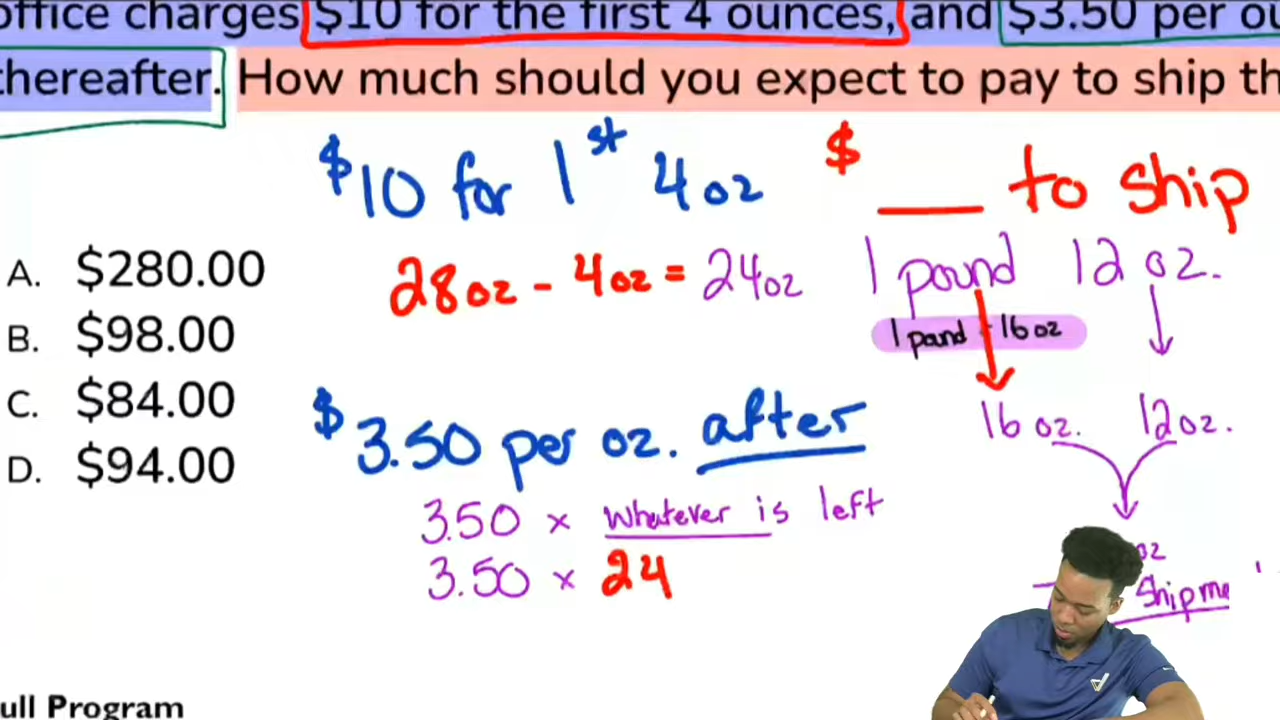 office charges $10 for the first 4 ounces, and $3.50 per ou
thereafter. How much should you expect to pay to ship th
$10 for 1st 4oz
$ ___ to ship
28oz - 4oz = 24oz
1 pound 12 oz.
1 pound = 16oz
16 oz. 12oz.
A. $280.00
B. $98.00
C. $84.00
D. $94.00
$3.50 per oz. after
3.50 × whatever is left
3.50 × 24
oz
Shipme
ull Program